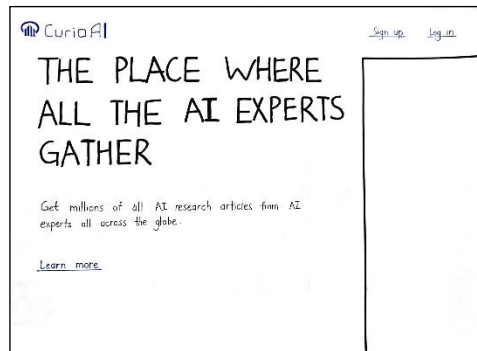 CurioAI
Sign up Log in
THE PLACE WHERE
ALL THE AI EXPERTS
GATHER
Get millions of all AI research articles from AI
experts all across the globe.
Learn more